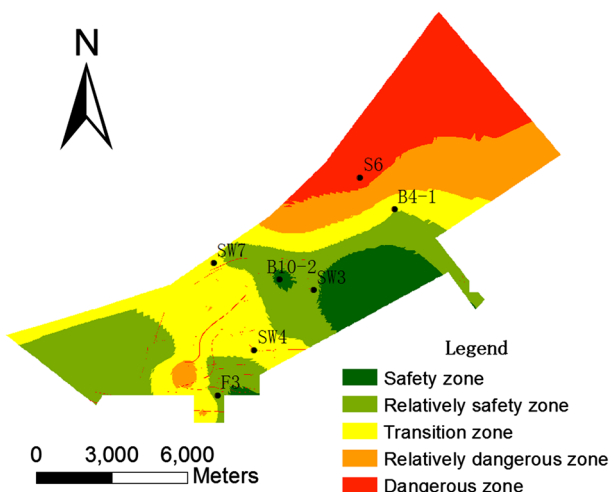 N
S6
B4-1
SW7
B10-2
SW3
SW4
F3
Legend
Safety zone
Relatively safety zone
Transition zone
Relatively dangerous zone
Dangerous zone
0 3,000 6,000
Meters